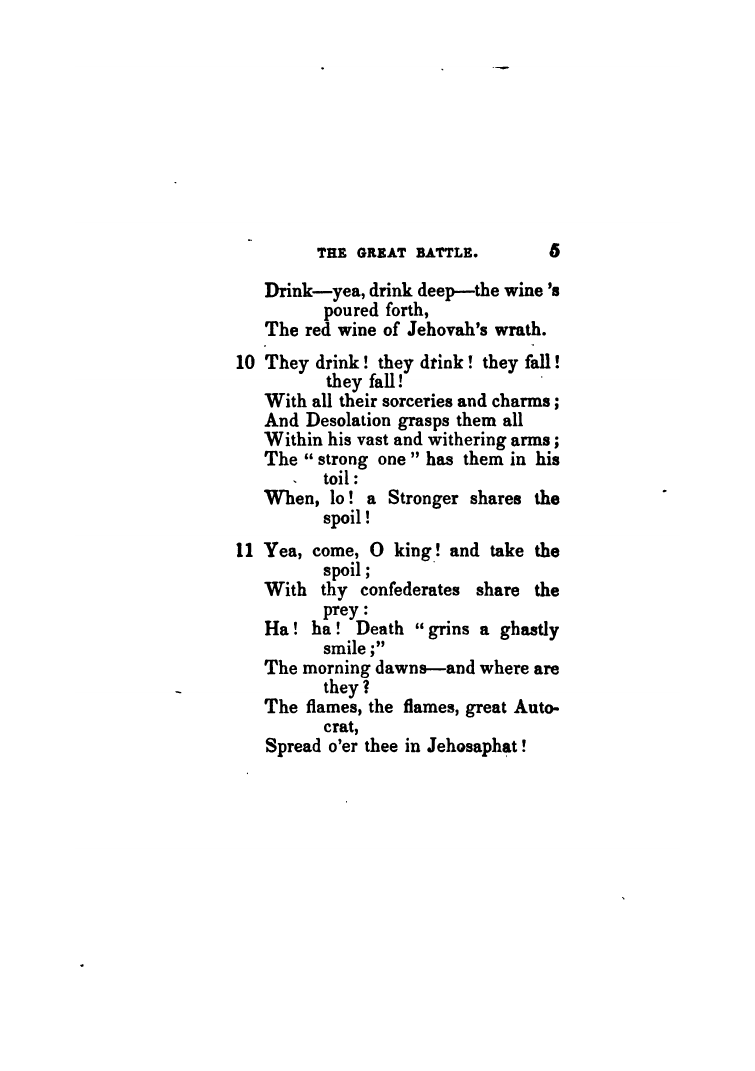 THE GREAT BATTLE. 5
Drink—yea, drink deep—the wine 's
poured forth,
The red wine of Jehovah's wrath.
10 They drink! they drink! they fall!
they fall!
With all their sorceries and charms;
And Desolation grasps them all
Within his vast and withering arms;
The "strong one" has them in his
toil:
When, lo! a Stronger shares the
spoil!
11 Yea, come, O king! and take the
spoil;
With thy confederates share the
prey:
Ha! ha! Death "grins a ghastly
smile;"
The morning dawns—and where are
they?
The flames, the flames, great Auto-
crat,
Spread o'er thee in Jehosaphat!